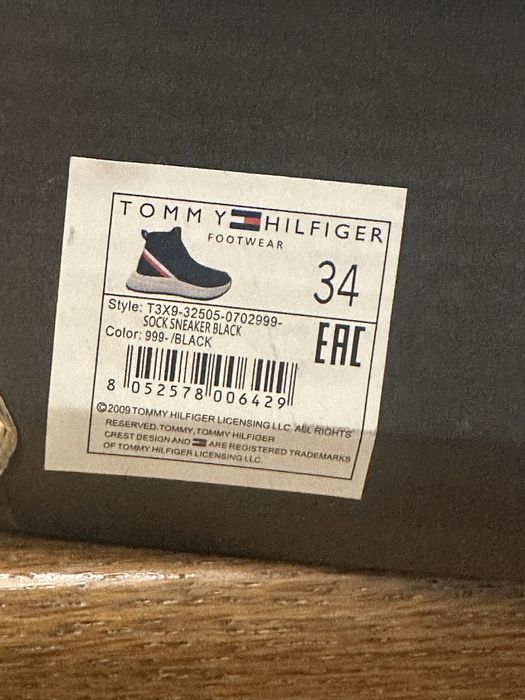 TOMMY HILFIGER
FOOTWEAR
34
Style: T3X9-32505-0702999-
SOCK SNEAKER BLACK
Color: 999-/BLACK
EAC
8 052578 006429
©2009 TOMMY HILFIGER LICENSING LLC. ALL RIGHTS
RESERVED. TOMMY, TOMMY HILFIGER
CREST DESIGN AND ARE REGISTERED TRADEMARKS
OF TOMMY HILFIGER LICENSING LLC.